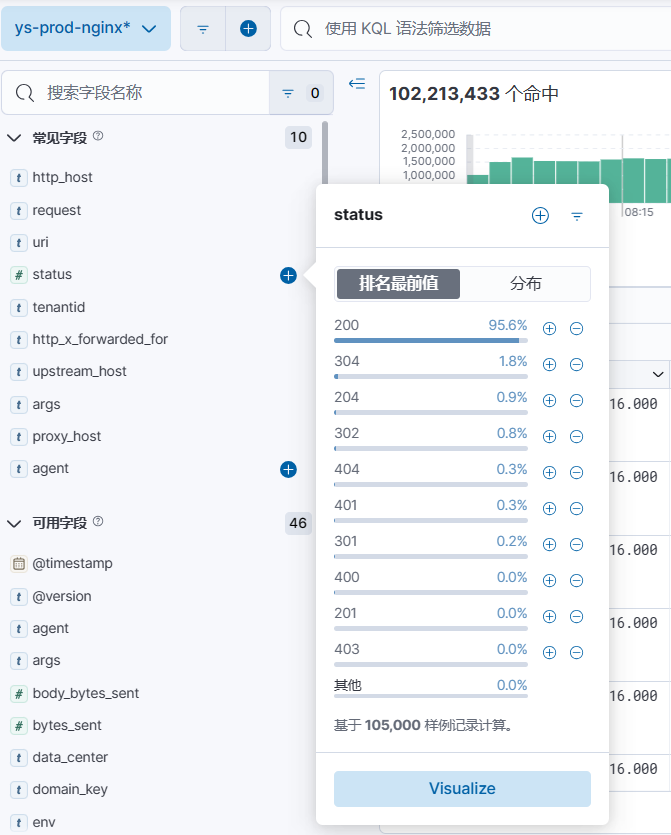 ys-prod-nginx*
使用 KQL 语法筛选数据
搜索字段名称
0
102,213,433 个命中
2,500,000
2,000,000
1,500,000
1,000,000
08:15
常见字段
10
t http_host
t request
t uri
# status
t tenantid
t http_x_forwarded_for
t upstream_host
t args
t proxy_host
t agent
可用字段
46
@timestamp
t @version
t agent
t args
# body_bytes_sent
# bytes_sent
t data_center
t domain_key
t env
status
排名最前值
分布
200 95.6%
304 1.8%
204 0.9%
302 0.8%
404 0.3%
401 0.3%
301 0.2%
400 0.0%
201 0.0%
403 0.0%
其他 0.0%
基于 105,000 样例记录计算。
Visualize
16.000
16.000
16.000
16.000
16.000
16.000